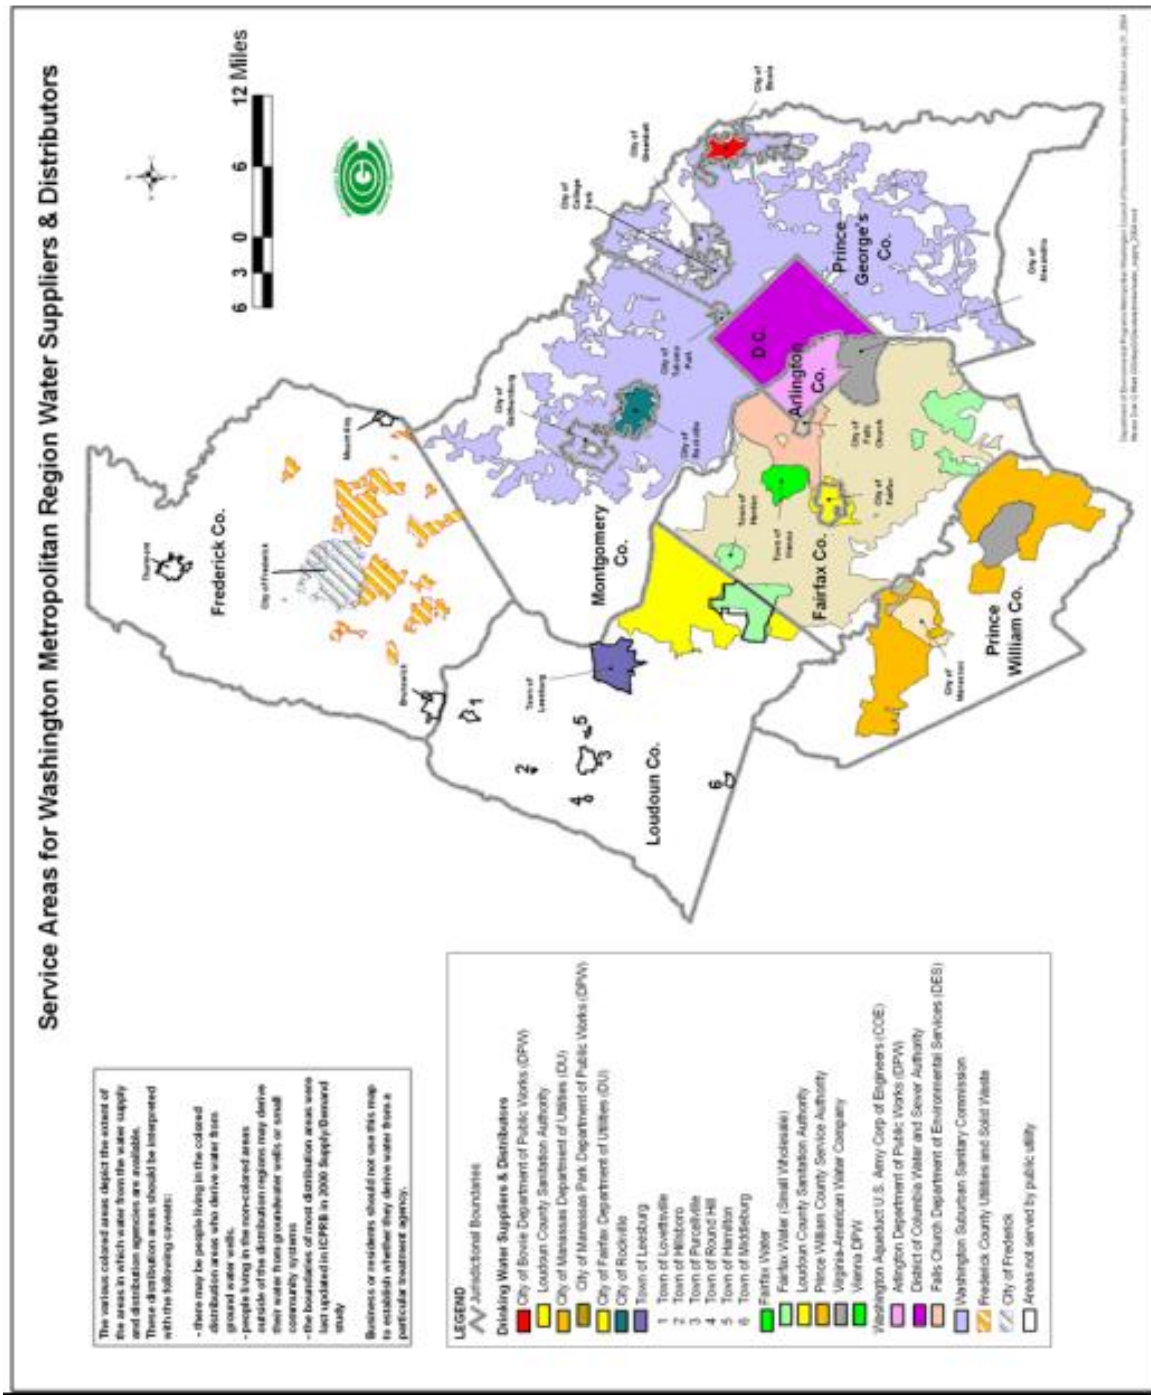 Service Areas for Washington Metropolitan Region Water Suppliers & Distributors
6 3 0 6 12 Miles
The various colored areas depict the extent of
the areas in which water from the water supply
and distribution agencies are available.
These distribution areas should be interpreted
with the following caveats:
- there may be people living in the colored
distribution areas who derive water from
ground water wells.
- people living in the non-colored areas
outside of the distribution regions may derive
their water from groundwater wells or small
community systems
- the boundaries of most distribution areas were
last updated in ICPRB in 2000 Supply/Demand
study
Business or residents should not use this map
to establish whether they derive water from a
particular treatment agency.
LEGEND
Jurisdictional Boundaries
Drinking Water Suppliers & Distributors
City of Bowie Department of Public Works (DPW)
Loudoun County Sanitation Authority
City of Manassas Department of Utilities (DU)
City of Manassas Park Department of Public Works (DPW)
City of Fairfax Department of Utilities (DU)
City of Rockville
Town of Leesburg
1 Town of Lovettsville
2 Town of Hillsboro
3 Town of Purcellville
4 Town of Round Hill
5 Town of Hamilton
6 Town of Middleburg
Fairfax Water
Fairfax Water (Small Wholesale)
Loudoun County Sanitation Authority
Prince William County Service Authority
Virginia-American Water Company
Vienna DPW
Washington Aqueduct U.S. Army Corp of Engineers (COE)
Arlington Department of Public Works (DPW)
District of Columbia Water and Sewer Authority
Falls Church Department of Environmental Services (DES)
Washington Suburban Sanitary Commission
Frederick County Utilities and Solid Waste
City of Frederick
Areas not served by public utility
Thurmont
Frederick Co.
City of Frederick
Mount Airy
Brunswick
1
2
3
4
5
6
Town of
Leesburg
Loudoun Co.
Montgomery
Co.
City of
Gaithersburg
City of
Rockville
City of
Takoma
Park
City of
College
Park
City of
Greenbelt
City of
Bowie
Prince
George's
Co.
D.C.
Arlington
Co.
City of
Alexandria
City of
Falls
Church
Town of
Herndon
Town of
Vienna
City of
Fairfax
Fairfax Co.
Prince
William Co.
City of
Manassas